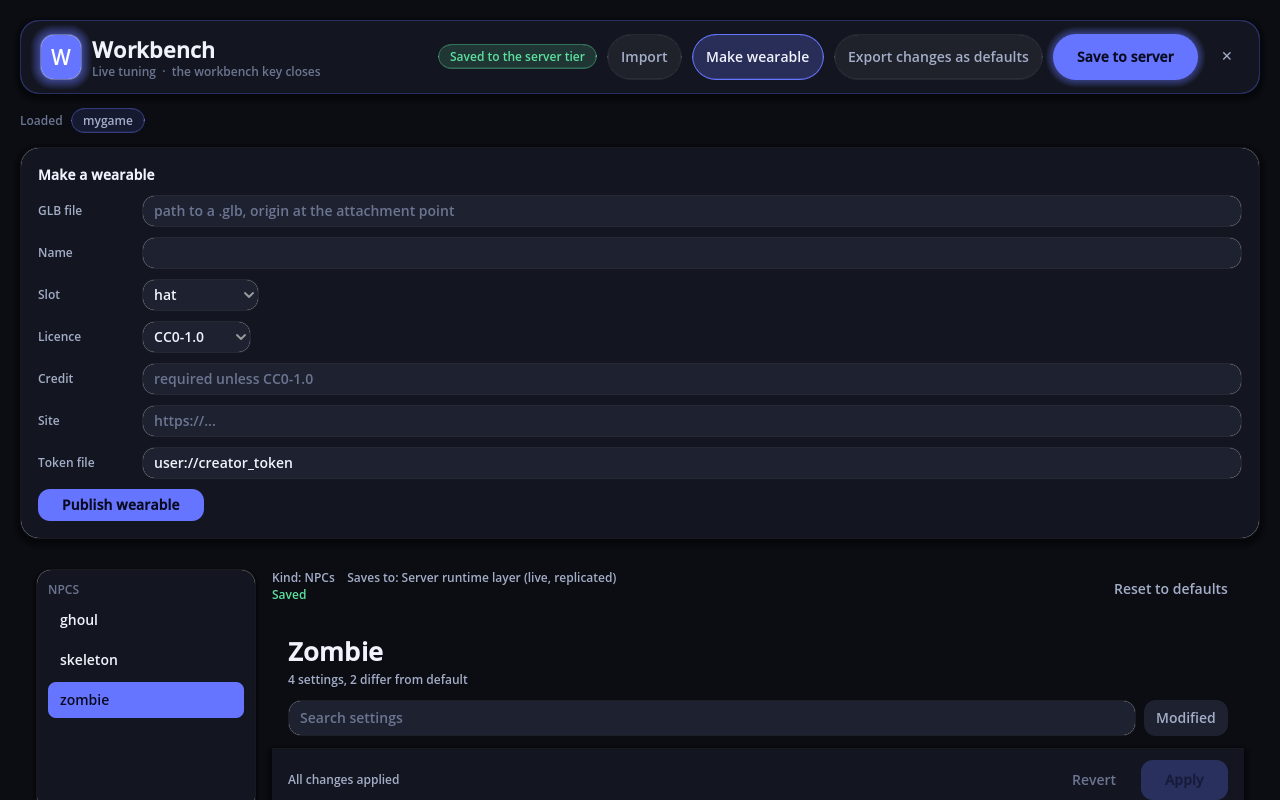 W
Workbench
Live tuning · the workbench key closes
Saved to the server tier
Import
Make wearable
Export changes as defaults
Save to server
×
Loaded
mygame
Make a wearable
GLB file
path to a .glb, origin at the attachment point
Name
Slot
hat
Licence
CC0-1.0
Credit
required unless CC0-1.0
Site
https://...
Token file
user://creator_token
Publish wearable
NPCS
ghoul
skeleton
zombie
Kind: NPCs Saves to: Server runtime layer (live, replicated)
Saved
Reset to defaults
Zombie
4 settings, 2 differ from default
Search settings
Modified
All changes applied
Revert
Apply